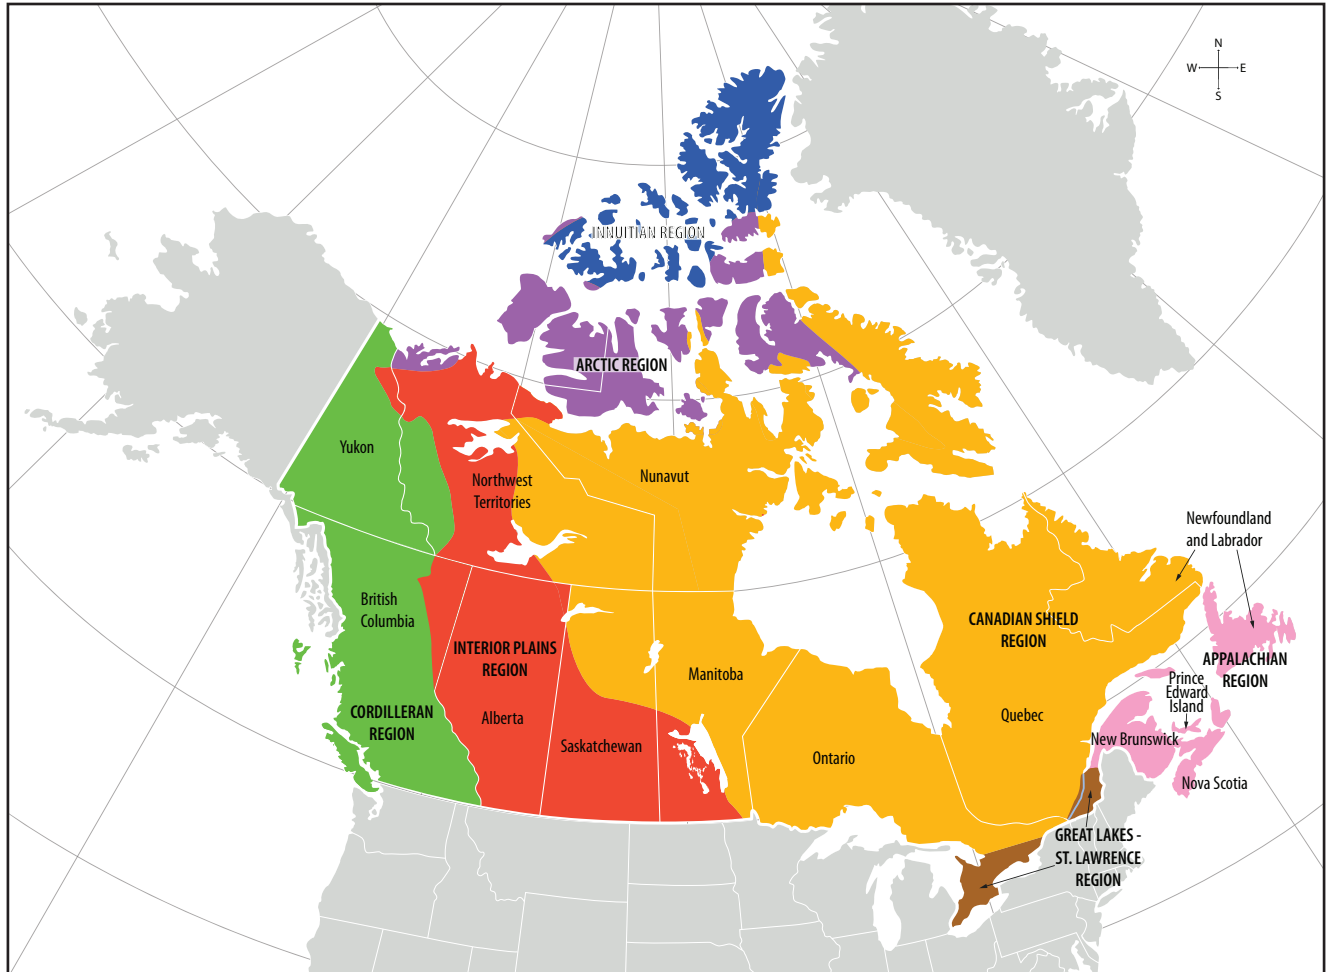 N
W E
S
INNUITIAN REGION
ARCTIC REGION
Yukon
Northwest
Territories
Nunavut
Newfoundland
and Labrador
British
Columbia
CANADIAN SHIELD
REGION
INTERIOR PLAINS
REGION
APPALACHIAN
REGION
Manitoba
Prince
Edward
Island
CORDILLERAN
REGION
Alberta
Quebec
Saskatchewan
New Brunswick
Ontario
Nova Scotia
GREAT LAKES -
ST. LAWRENCE
REGION